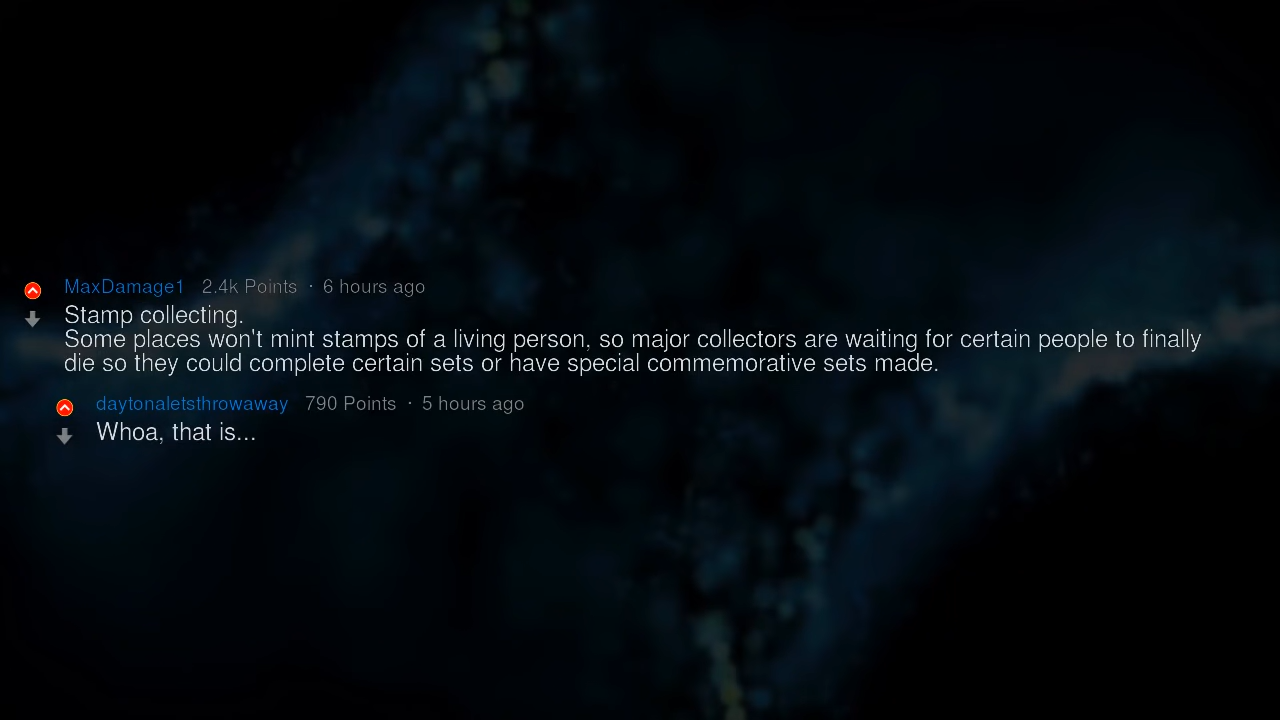 MaxDamage1 2.4k Points · 6 hours ago
Stamp collecting.
Some places won't mint stamps of a living person, so major collectors are waiting for certain people to finally
die so they could complete certain sets or have special commemorative sets made.
daytonaletsthrowaway 790 Points · 5 hours ago
Whoa, that is...